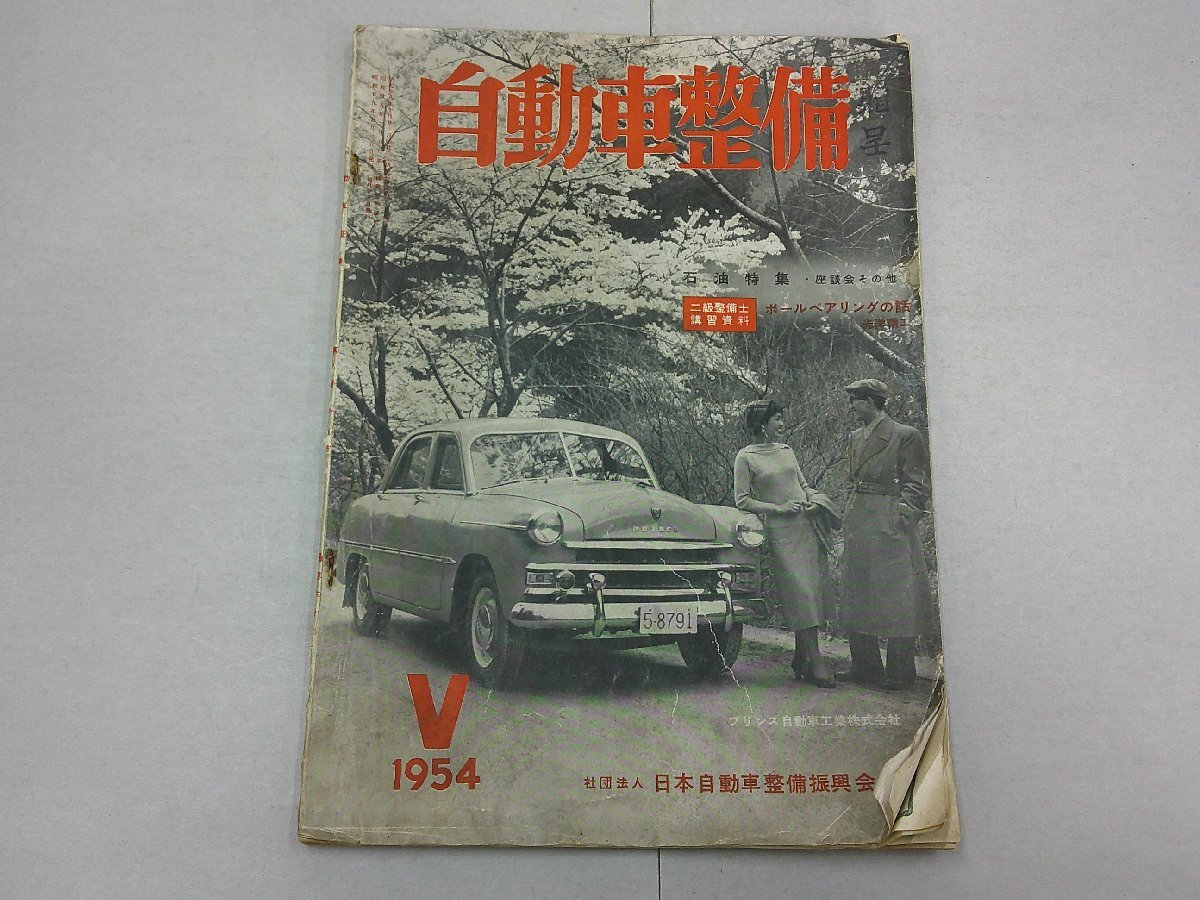 自動車整備
石油特集・座談会その他
二級整備士
講習資料
ボールベアリングの話
PRINCE
5-8791
プリンス自動車工業株式会社
V
1954
社団法人 日本自動車整備振興会